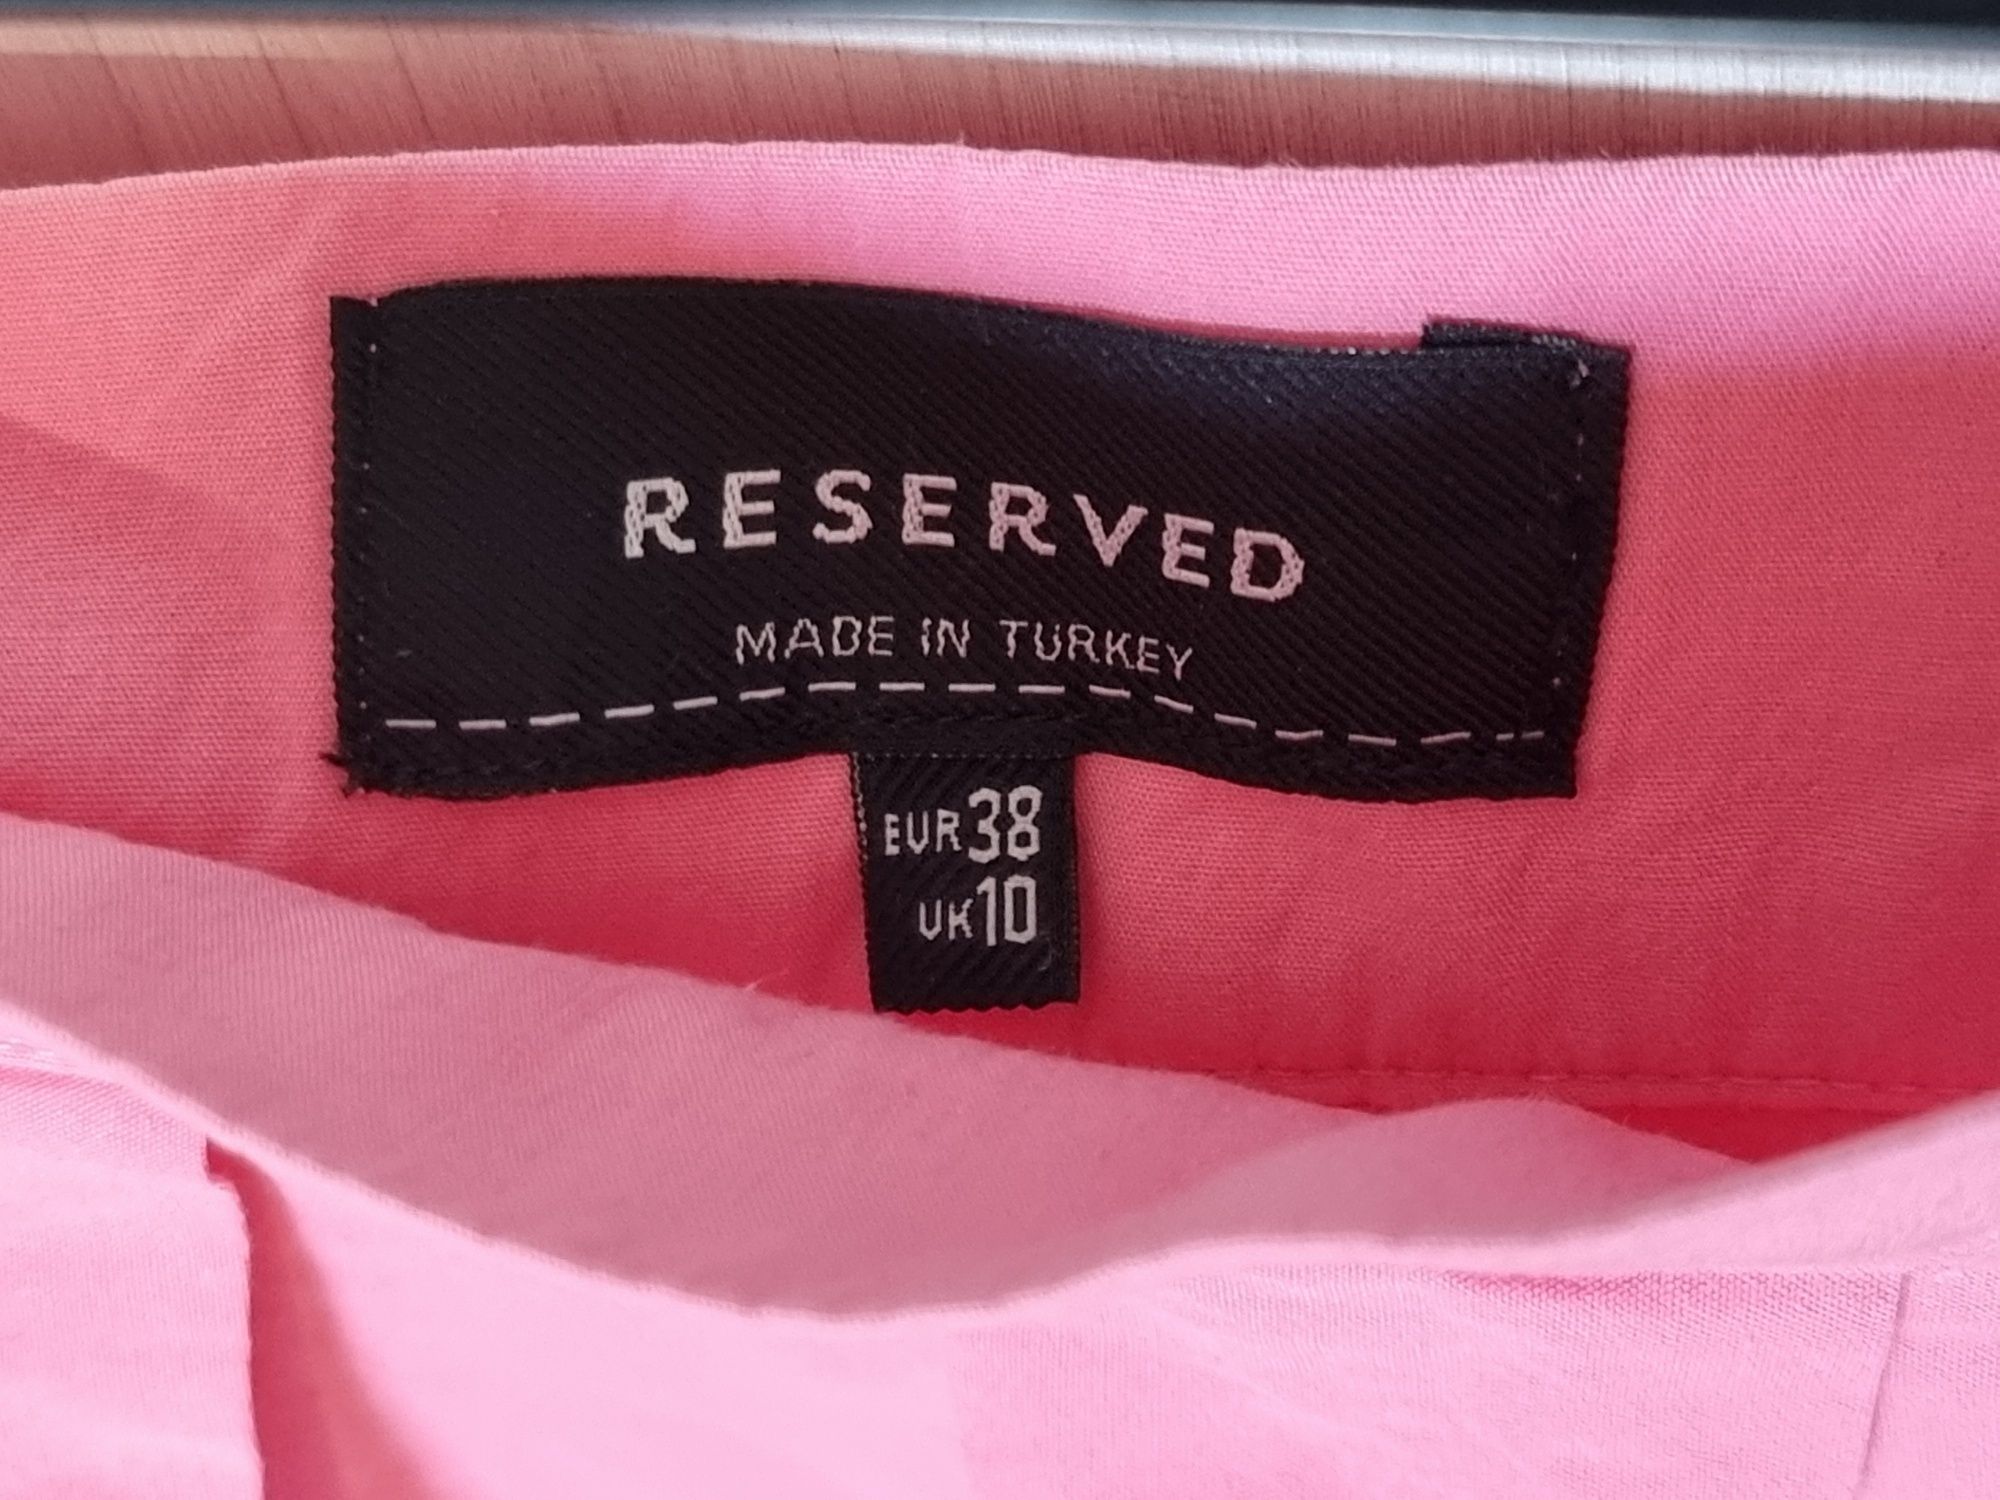 RESERVED
MADE IN TURKEY
EUR 38
UK 10